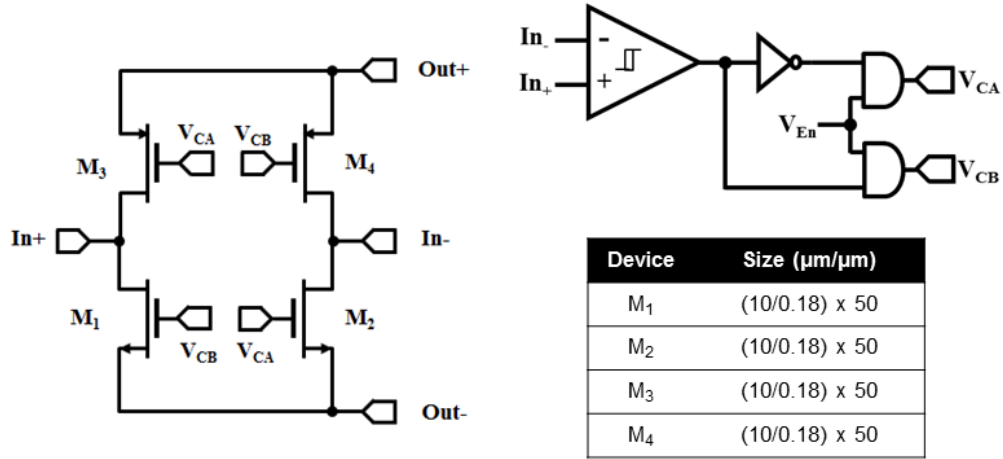 Out+
V_CA V_CB
M_3 M_4
In+ In-
M_1 M_2
V_CB V_CA
Out-
In_- -
In_+ +
V_En
V_CA
V_CB
Device Size (μm/μm)
M_1 (10/0.18) x 50
M_2 (10/0.18) x 50
M_3 (10/0.18) x 50
M_4 (10/0.18) x 50